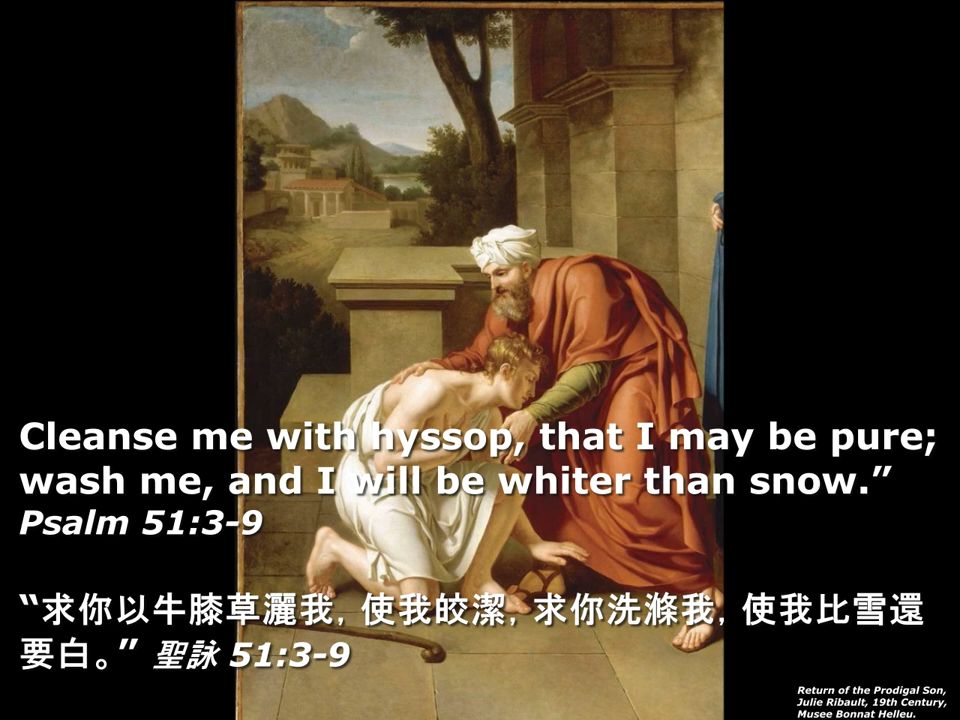 Cleanse me with hyssop, that I may be pure;
wash me, and I will be whiter than snow.”
Psalm 51:3-9
“求你以牛膝草灑我，使我皎潔，求你洗滌我，使我比雪還
要白。” 聖詠 51:3-9
Return of the Prodigal Son,
Julie Ribault, 19th Century,
Musee Bonnat Helleu.